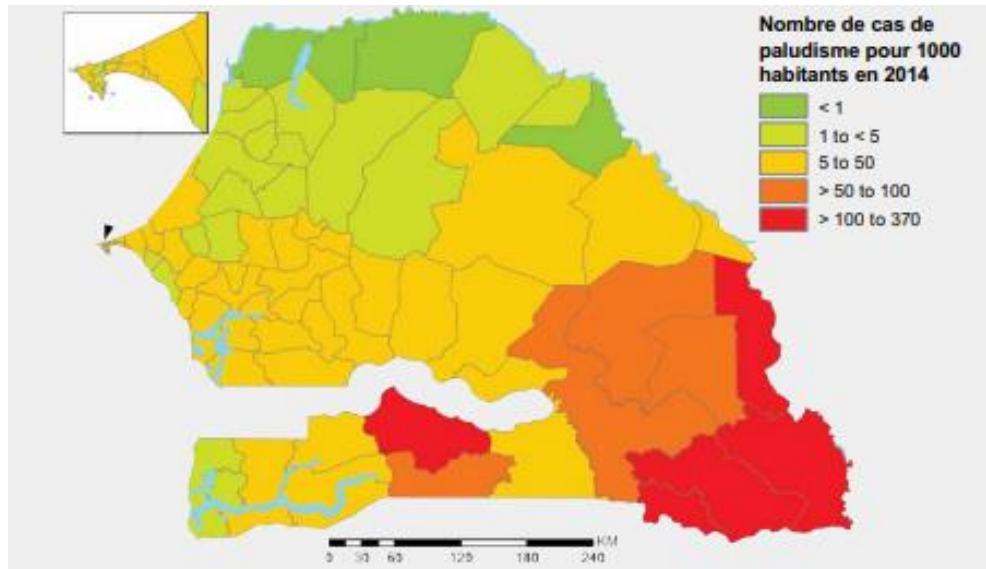 Nombre de cas de
paludisme pour 1000
habitants en 2014
< 1
1 to < 5
5 to 50
> 50 to 100
> 100 to 370
KM
0 30 60 120 180 240